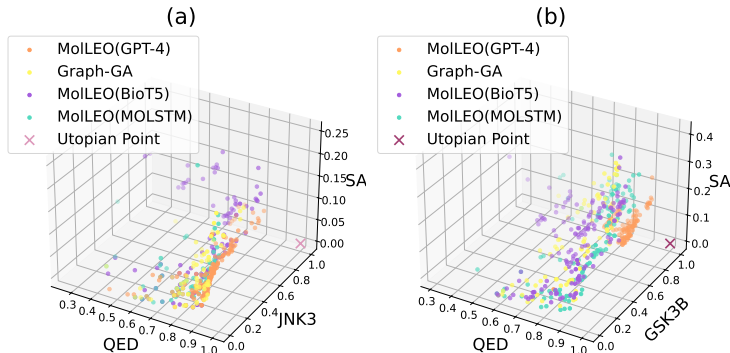 (a)
MolLEO(GPT-4)
Graph-GA
MolLEO(BioT5)
MolLEO(MOLSTM)
Utopian Point
0.25
0.20
0.15
0.10
0.05
0.00
SA
0.3 0.4 0.5 0.6 0.7 0.8 0.9 1.0
QED
0.0 0.2 0.4 0.6 0.8 1.0
JNK3
(b)
MolLEO(GPT-4)
Graph-GA
MolLEO(BioT5)
MolLEO(MOLSTM)
Utopian Point
0.4
0.3
0.2
0.1
0.0
SA
0.3 0.4 0.5 0.6 0.7 0.8 0.9 1.0
QED
0.0 0.2 0.4 0.6 0.8 1.0
GSK3B